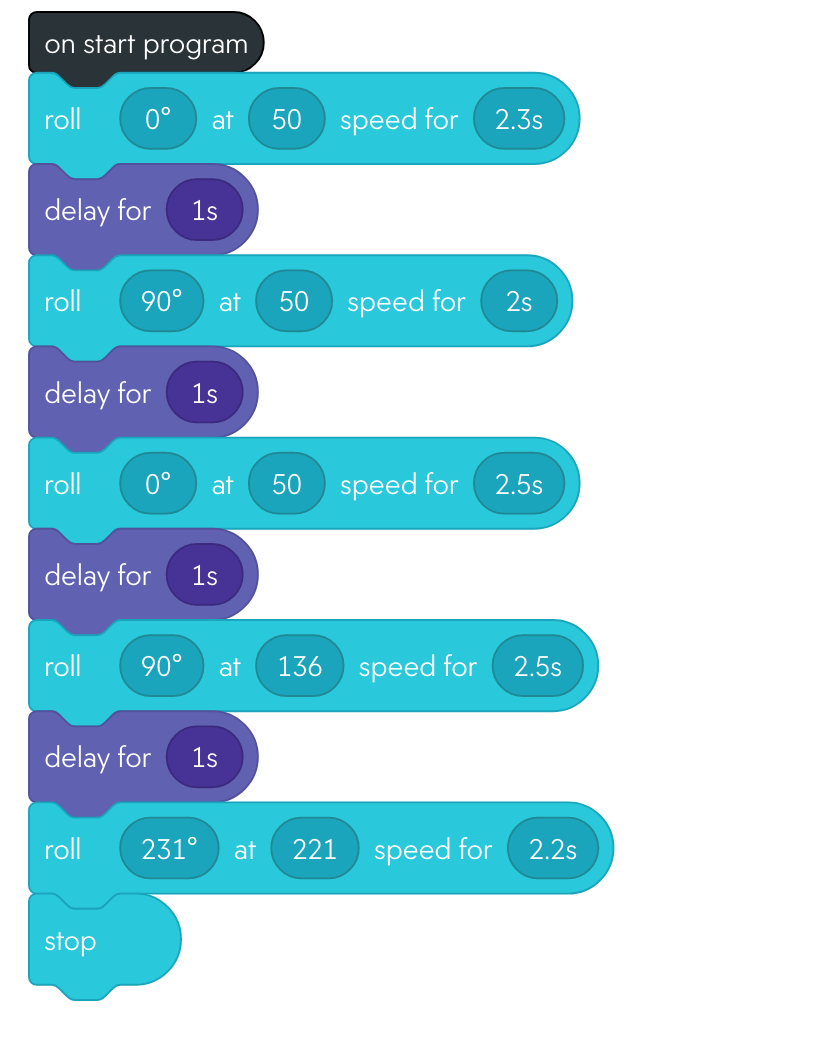 on start program
roll 0° at 50 speed for 2.3s
delay for 1s
roll 90° at 50 speed for 2s
delay for 1s
roll 0° at 50 speed for 2.5s
delay for 1s
roll 90° at 136 speed for 2.5s
delay for 1s
roll 231° at 221 speed for 2.2s
stop